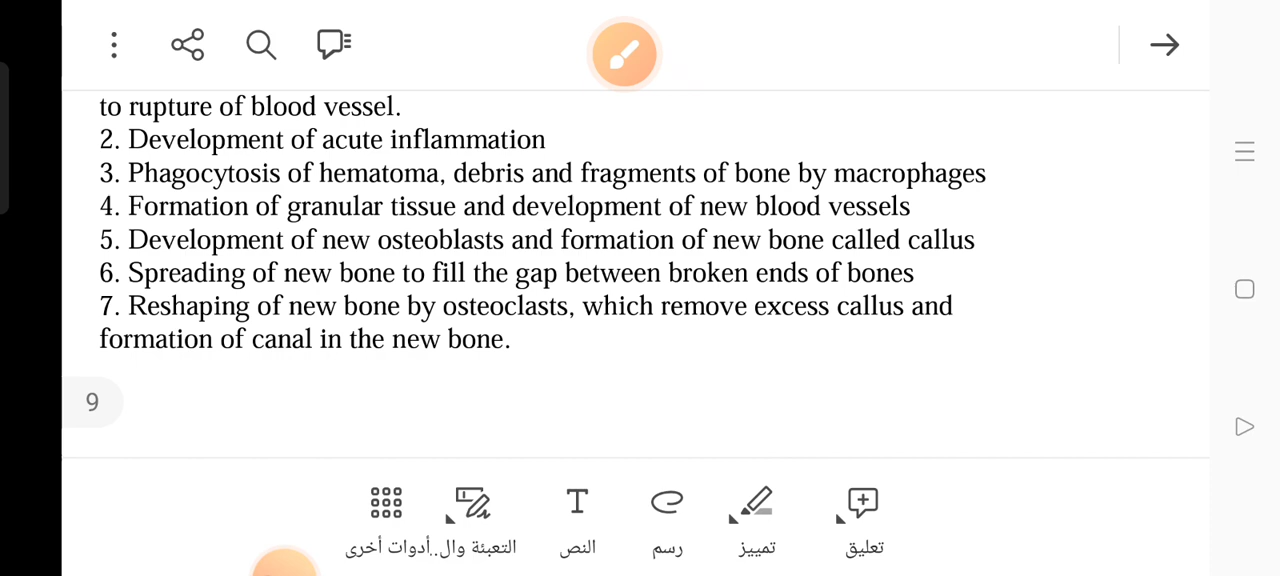 to rupture of blood vessel.
2. Development of acute inflammation
3. Phagocytosis of hematoma, debris and fragments of bone by macrophages
4. Formation of granular tissue and development of new blood vessels
5. Development of new osteoblasts and formation of new bone called callus
6. Spreading of new bone to fill the gap between broken ends of bones
7. Reshaping of new bone by osteoclasts, which remove excess callus and
formation of canal in the new bone.
9
تعليق
تمييز
رسم
النص
التعبئة وال..
أدوات أخرى